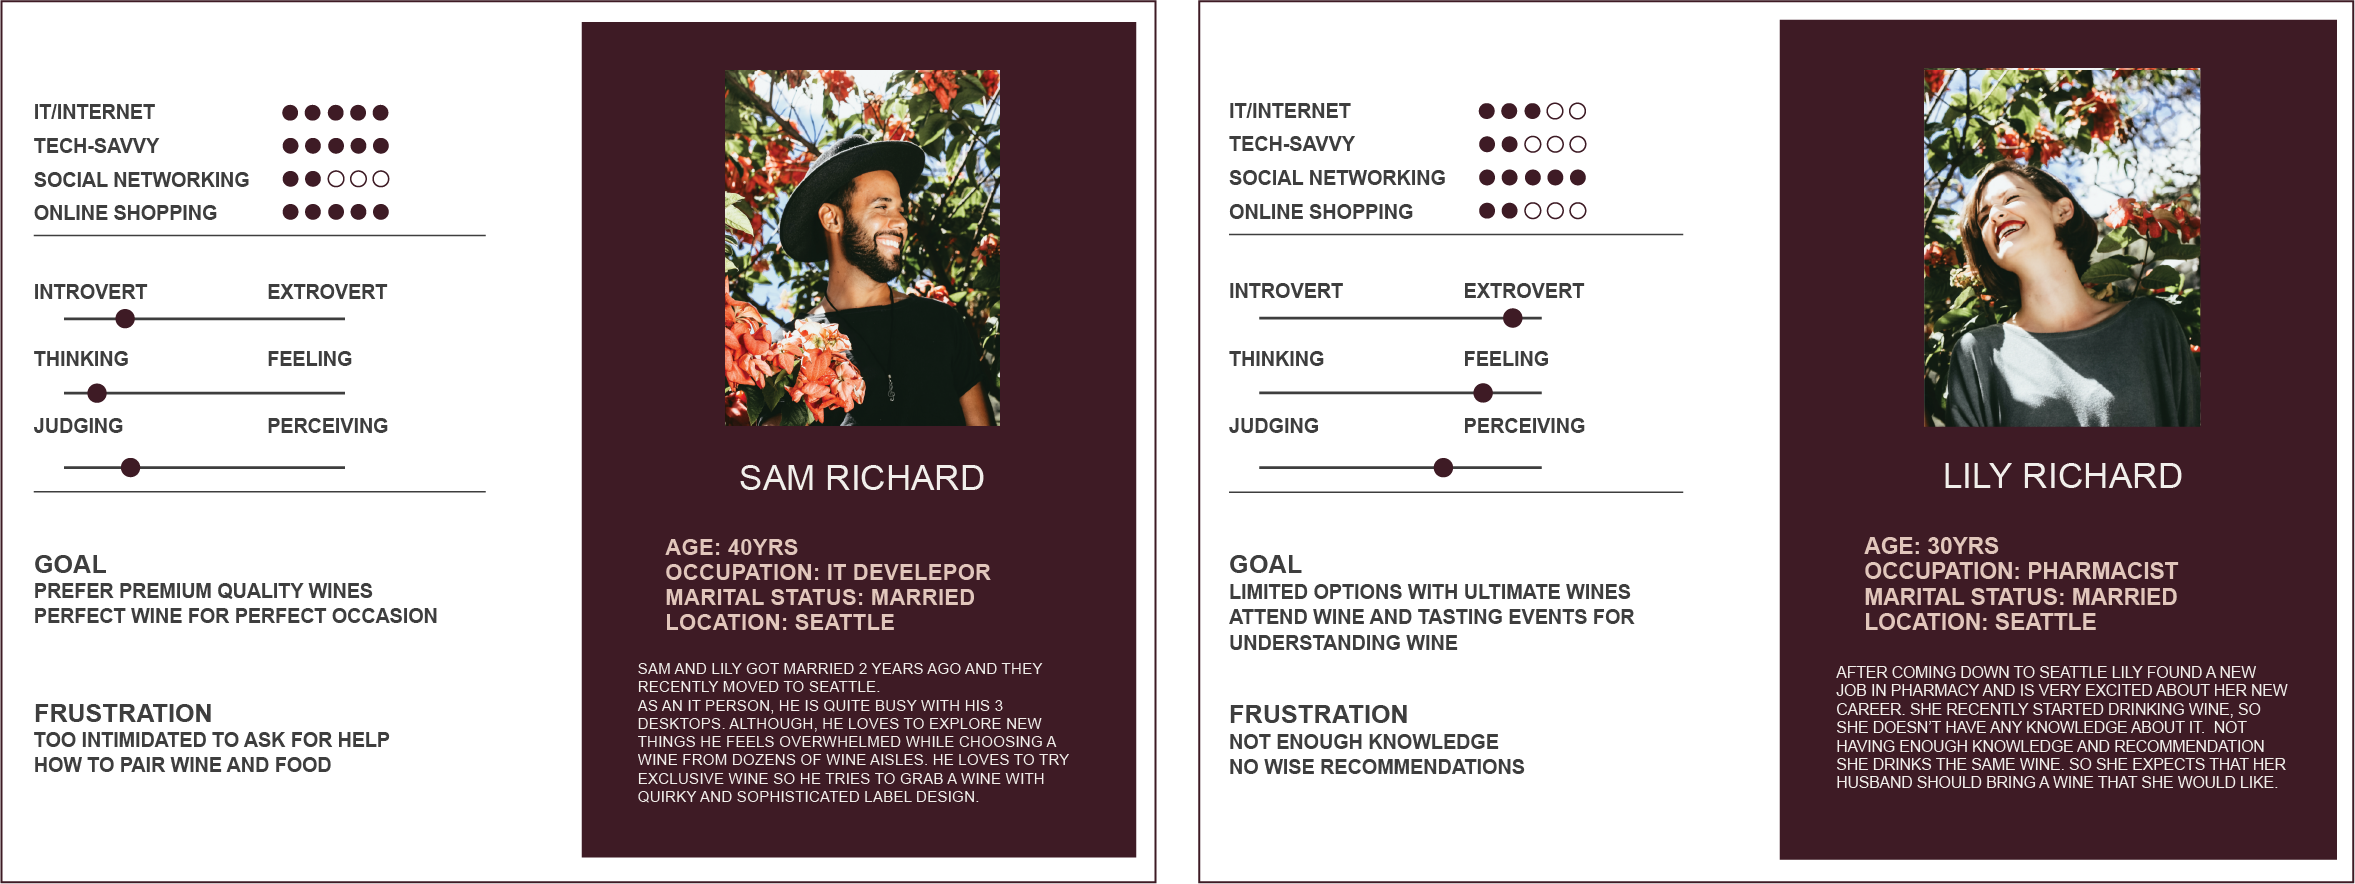 IT/INTERNET
TECH-SAVVY
SOCIAL NETWORKING
ONLINE SHOPPING
INTROVERT EXTROVERT
THINKING FEELING
JUDGING PERCEIVING
GOAL
PREFER PREMIUM QUALITY WINES
PERFECT WINE FOR PERFECT OCCASION
FRUSTRATION
TOO INTIMIDATED TO ASK FOR HELP
HOW TO PAIR WINE AND FOOD
SAM RICHARD
AGE: 40YRS
OCCUPATION: IT DEVELEPOR
MARITAL STATUS: MARRIED
LOCATION: SEATTLE
SAM AND LILY GOT MARRIED 2 YEARS AGO AND THEY
RECENTLY MOVED TO SEATTLE.
AS AN IT PERSON, HE IS QUITE BUSY WITH HIS 3
DESKTOPS. ALTHOUGH, HE LOVES TO EXPLORE NEW
THINGS HE FEELS OVERWHELMED WHILE CHOOSING A
WINE FROM DOZENS OF WINE AISLES. HE LOVES TO TRY
EXCLUSIVE WINE SO HE TRIES TO GRAB A WINE WITH
QUIRKY AND SOPHISTICATED LABEL DESIGN.
IT/INTERNET
TECH-SAVVY
SOCIAL NETWORKING
ONLINE SHOPPING
INTROVERT EXTROVERT
THINKING FEELING
JUDGING PERCEIVING
GOAL
LIMITED OPTIONS WITH ULTIMATE WINES
ATTEND WINE AND TASTING EVENTS FOR
UNDERSTANDING WINE
FRUSTRATION
NOT ENOUGH KNOWLEDGE
NO WISE RECOMMENDATIONS
LILY RICHARD
AGE: 30YRS
OCCUPATION: PHARMACIST
MARITAL STATUS: MARRIED
LOCATION: SEATTLE
AFTER COMING DOWN TO SEATTLE LILY FOUND A NEW
JOB IN PHARMACY AND IS VERY EXCITED ABOUT HER NEW
CAREER. SHE RECENTLY STARTED DRINKING WINE, SO
SHE DOESN'T HAVE ANY KNOWLEDGE ABOUT IT. NOT
HAVING ENOUGH KNOWLEDGE AND RECOMMENDATION
SHE DRINKS THE SAME WINE. SO SHE EXPECTS THAT HER
HUSBAND SHOULD BRING A WINE THAT SHE WOULD LIKE.